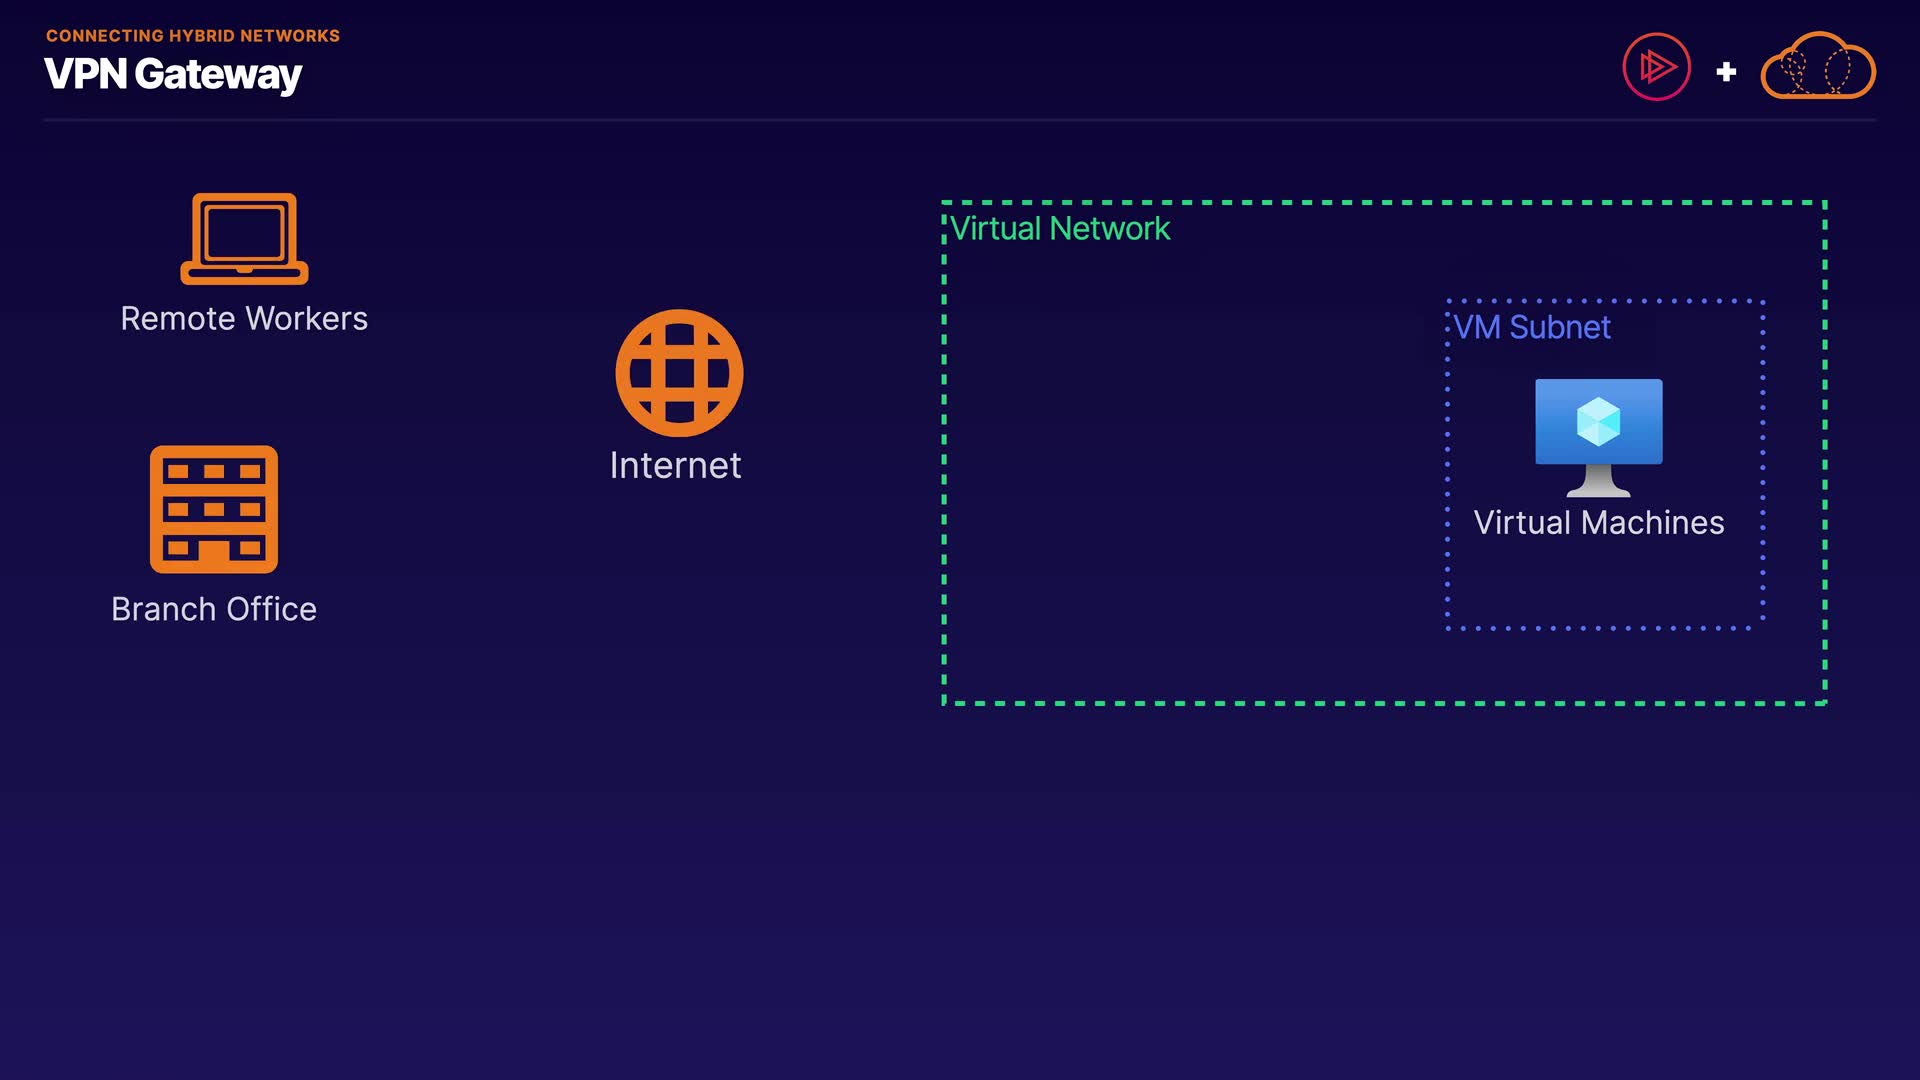 CONNECTING HYBRID NETWORKS
VPN Gateway
Remote Workers
Branch Office
Internet
Virtual Network
VM Subnet
Virtual Machines